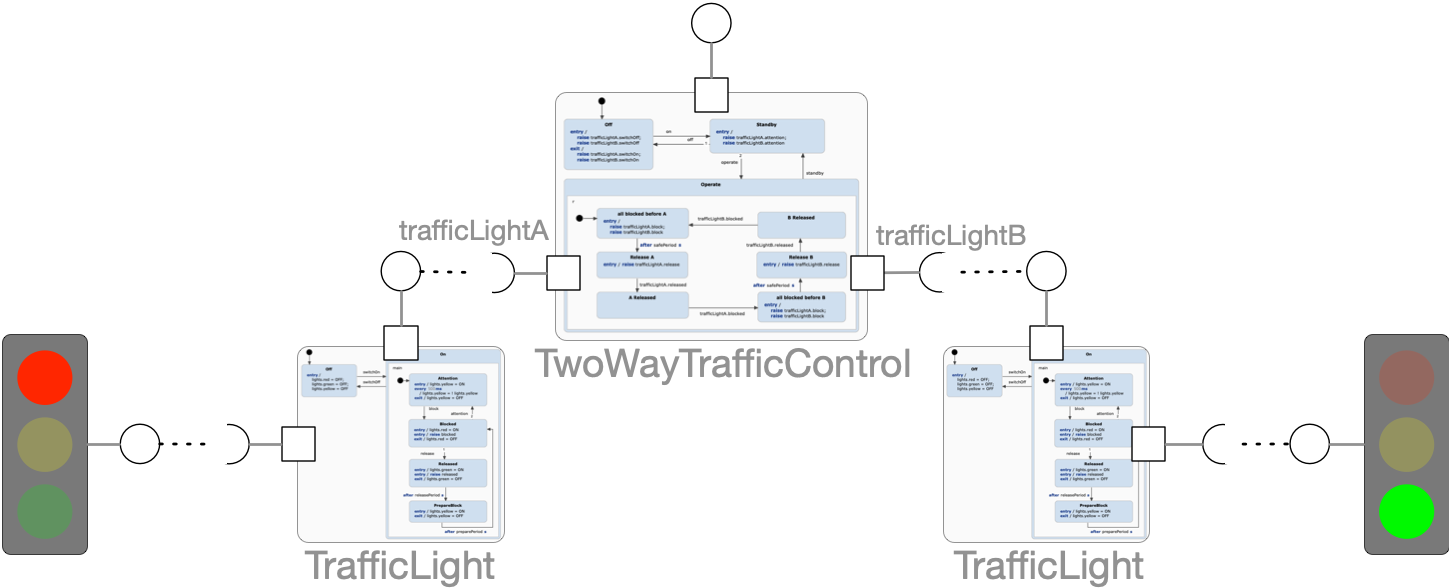 Off
entry /
raise trafficLightA.switchOff;
raise trafficLightB.switchOff
exit /
raise trafficLightA.switchOn;
raise trafficLightB.switchOn
on
off
1
Standby
entry /
raise trafficLightA.attention;
raise trafficLightB.attention
2
operate
standby
Operate
r
all blocked before A
entry /
raise trafficLightA.block;
raise trafficLightB.block
trafficLightB.blocked
B Released
after safePeriod s
trafficLightB.released
Release A
entry / raise trafficLightA.release
Release B
entry / raise trafficLightB.release
trafficLightA.released
after safePeriod s
A Released
trafficLightA.blocked
all blocked before B
entry /
raise trafficLightA.block;
raise trafficLightB.block
trafficLightA
trafficLightB
TwoWayTrafficControl
Off
entry /
lights.red = OFF;
lights.green = OFF;
lights.yellow = OFF
switchOn
switchOff
On
main
Attention
entry / lights.yellow = ON
every 500ms
/ lights.yellow = ! lights.yellow
exit / lights.yellow = OFF
block
attention
Blocked
entry / lights.red = ON
entry / raise blocked
exit / lights.red = OFF
release
Released
entry / lights.green = ON
entry / raise released
exit / lights.green = OFF
after releasePeriod s
PrepareBlock
entry / lights.yellow = ON
exit / lights.yellow = OFF
after preparePeriod s
TrafficLight
Off
entry /
lights.red = OFF;
lights.green = OFF;
lights.yellow = OFF
switchOn
switchOff
On
main
Attention
entry / lights.yellow = ON
every 500ms
/ lights.yellow = ! lights.yellow
exit / lights.yellow = OFF
block
attention
Blocked
entry / lights.red = ON
entry / raise blocked
exit / lights.red = OFF
release
Released
entry / lights.green = ON
entry / raise released
exit / lights.green = OFF
after releasePeriod s
PrepareBlock
entry / lights.yellow = ON
exit / lights.yellow = OFF
after preparePeriod s
TrafficLight